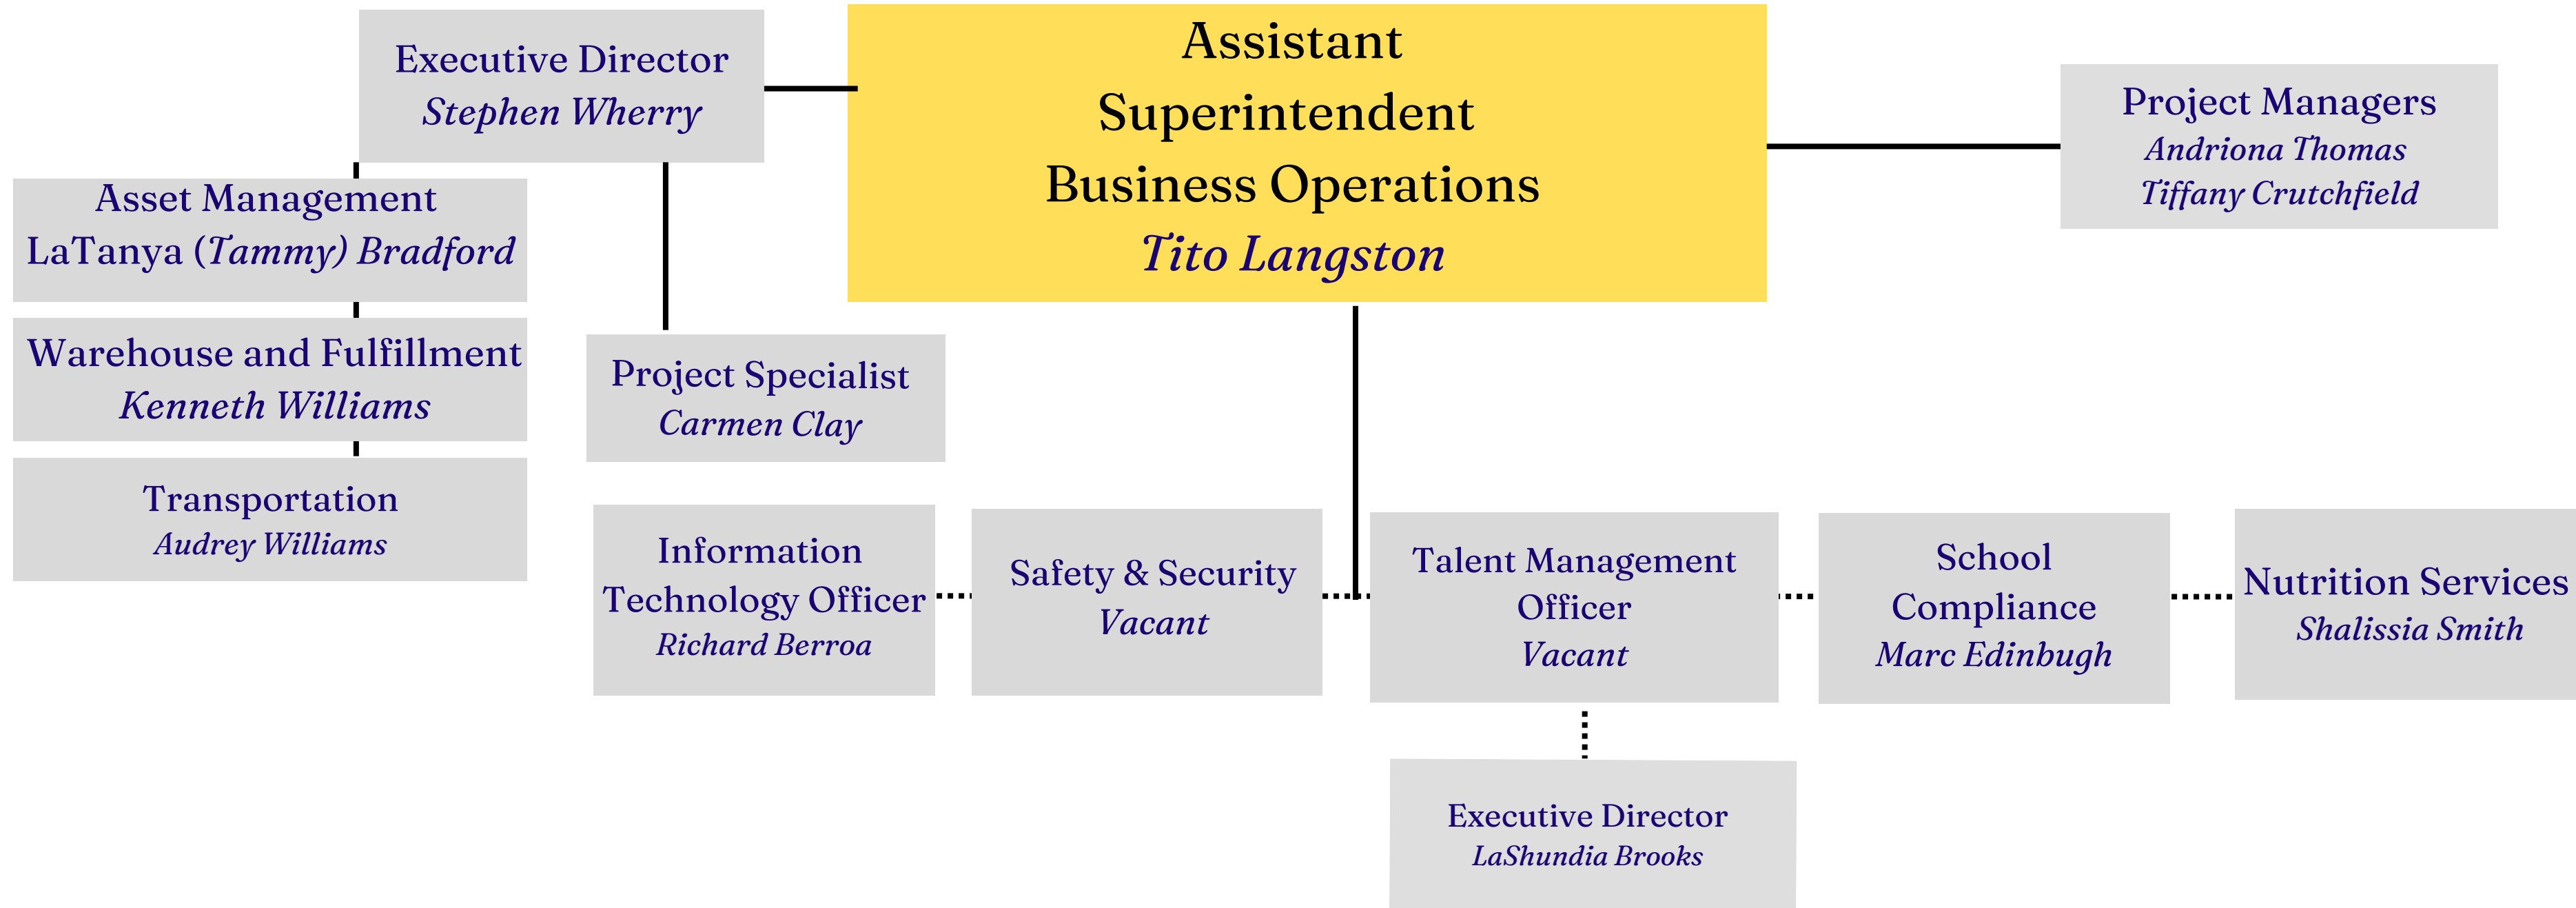 Executive Director
Stephen Wherry
Assistant
Superintendent
Business Operations
Tito Langston
Project Managers
Andriona Thomas
Tiffany Crutchfield
Asset Management
LaTanya (Tammy) Bradford
Warehouse and Fulfillment
Kenneth Williams
Transportation
Audrey Williams
Project Specialist
Carmen Clay
Information
Technology Officer
Richard Berroa
Safety & Security
Vacant
Talent Management
Officer
Vacant
School
Compliance
Marc Edinbugh
Nutrition Services
Shalissia Smith
Executive Director
LaShundia Brooks